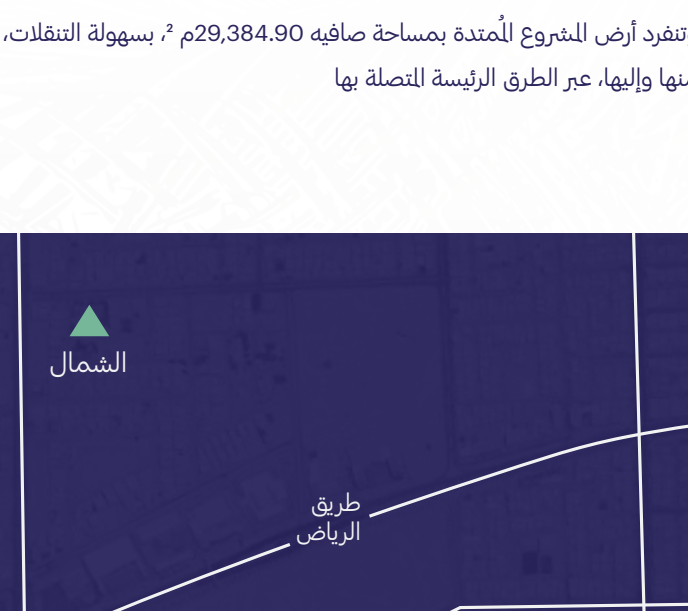 تنفرد أرض المشروع المُمتدة بمساحة صافيه 29,384.90م ²، بسهولة التنقلات،
وإليها، عبر الطرق الرئيسة المتصلة بها
الشمال
طريق
الرياض